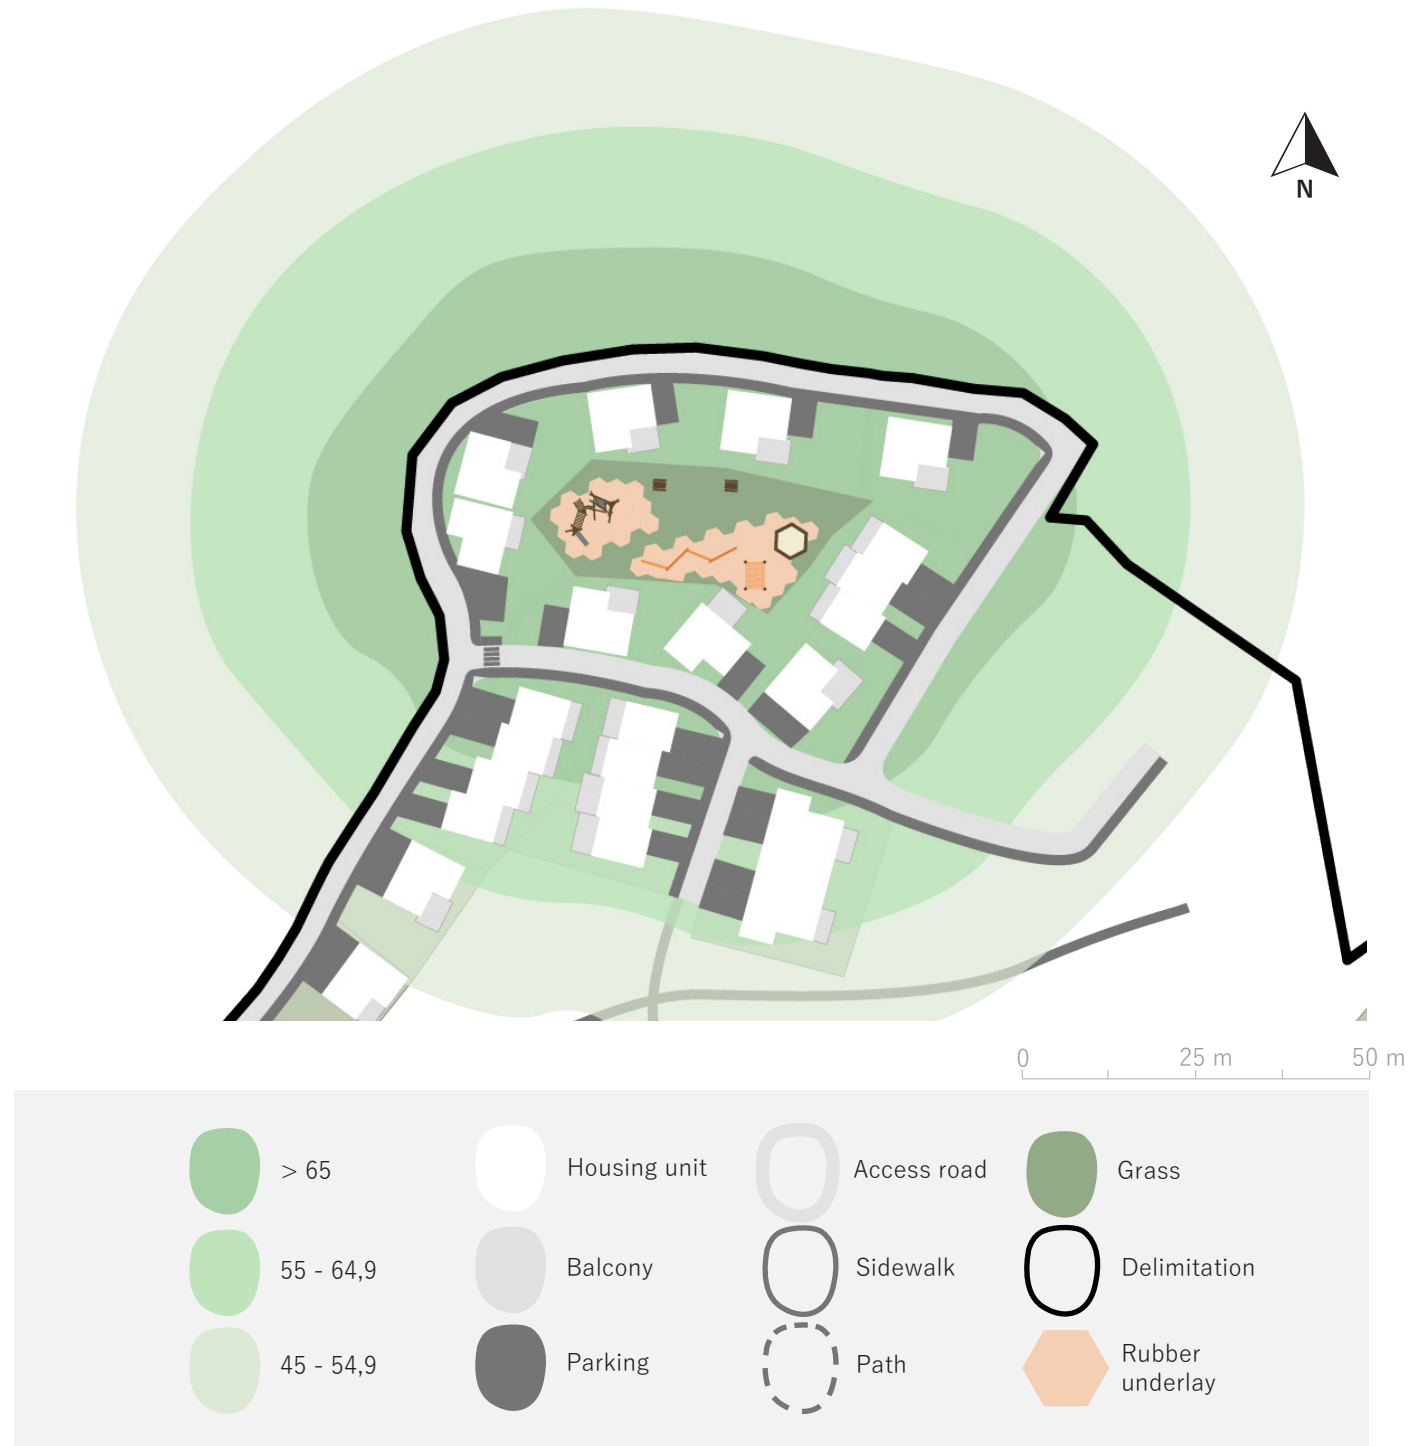 N
0 25 m 50 m
> 65
Housing unit
Access road
Grass
55 - 64,9
Balcony
Sidewalk
Delimitation
45 - 54,9
Parking
Path
Rubber
underlay